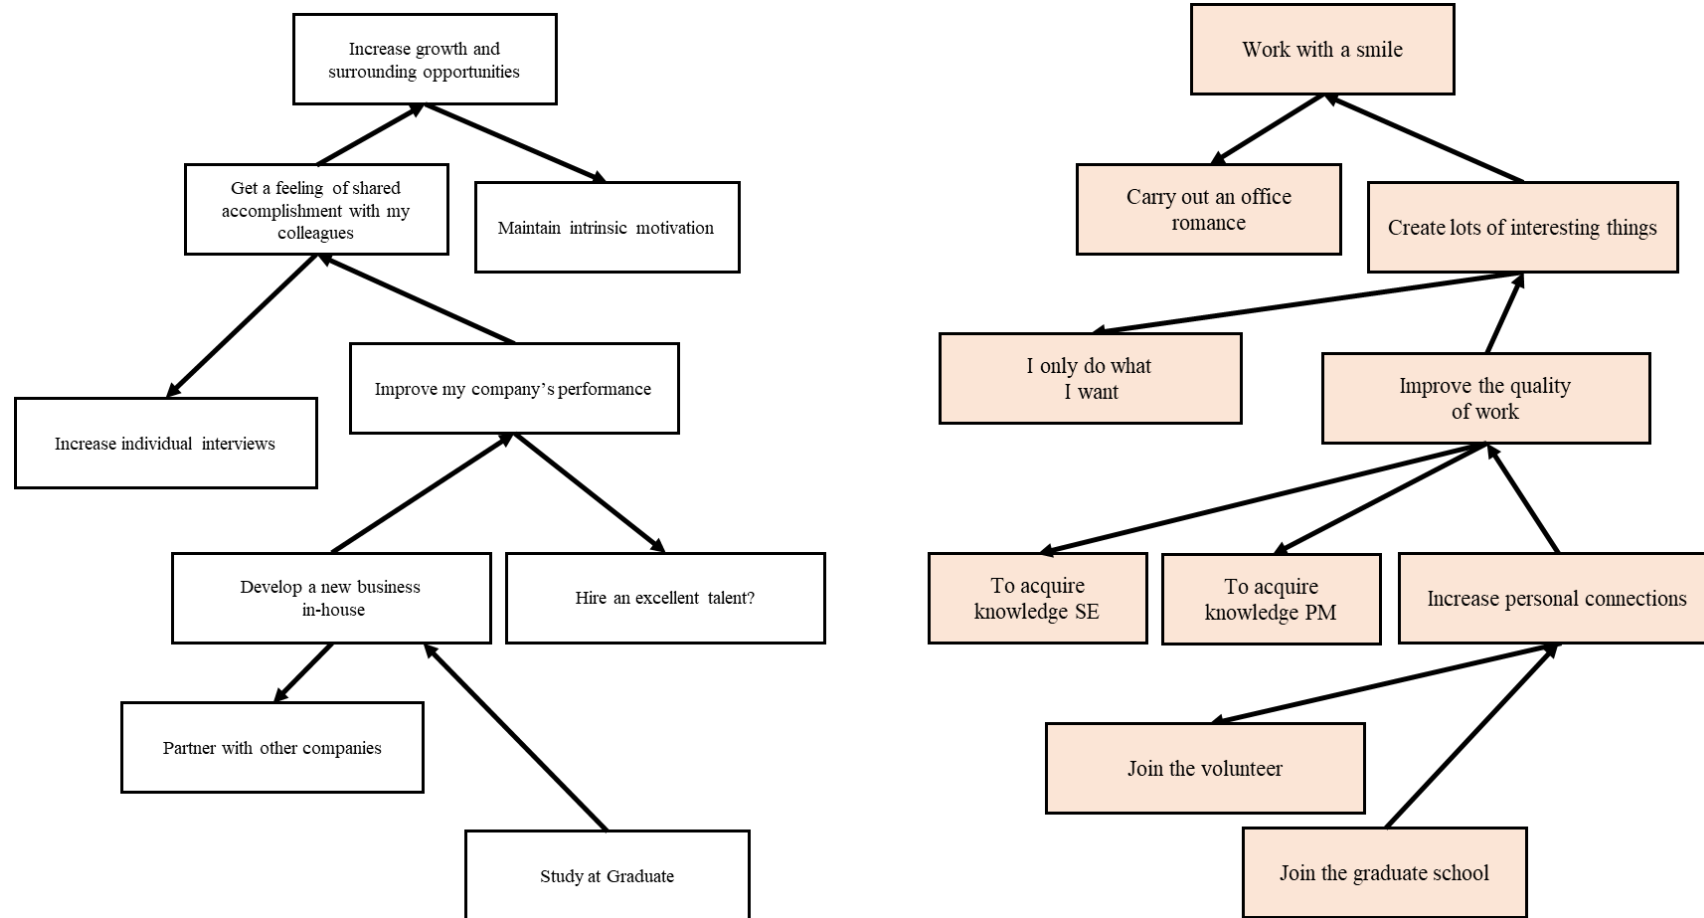 Increase growth and
surrounding opportunities
Get a feeling of shared
accomplishment with my
colleagues
Maintain intrinsic motivation
Improve my company's performance
Increase individual interviews
Develop a new business
in-house
Hire an excellent talent?
Partner with other companies
Study at Graduate
Work with a smile
Carry out an office
romance
Create lots of interesting things
I only do what
I want
Improve the quality
of work
To acquire
knowledge SE
To acquire
knowledge PM
Increase personal connections
Join the volunteer
Join the graduate school